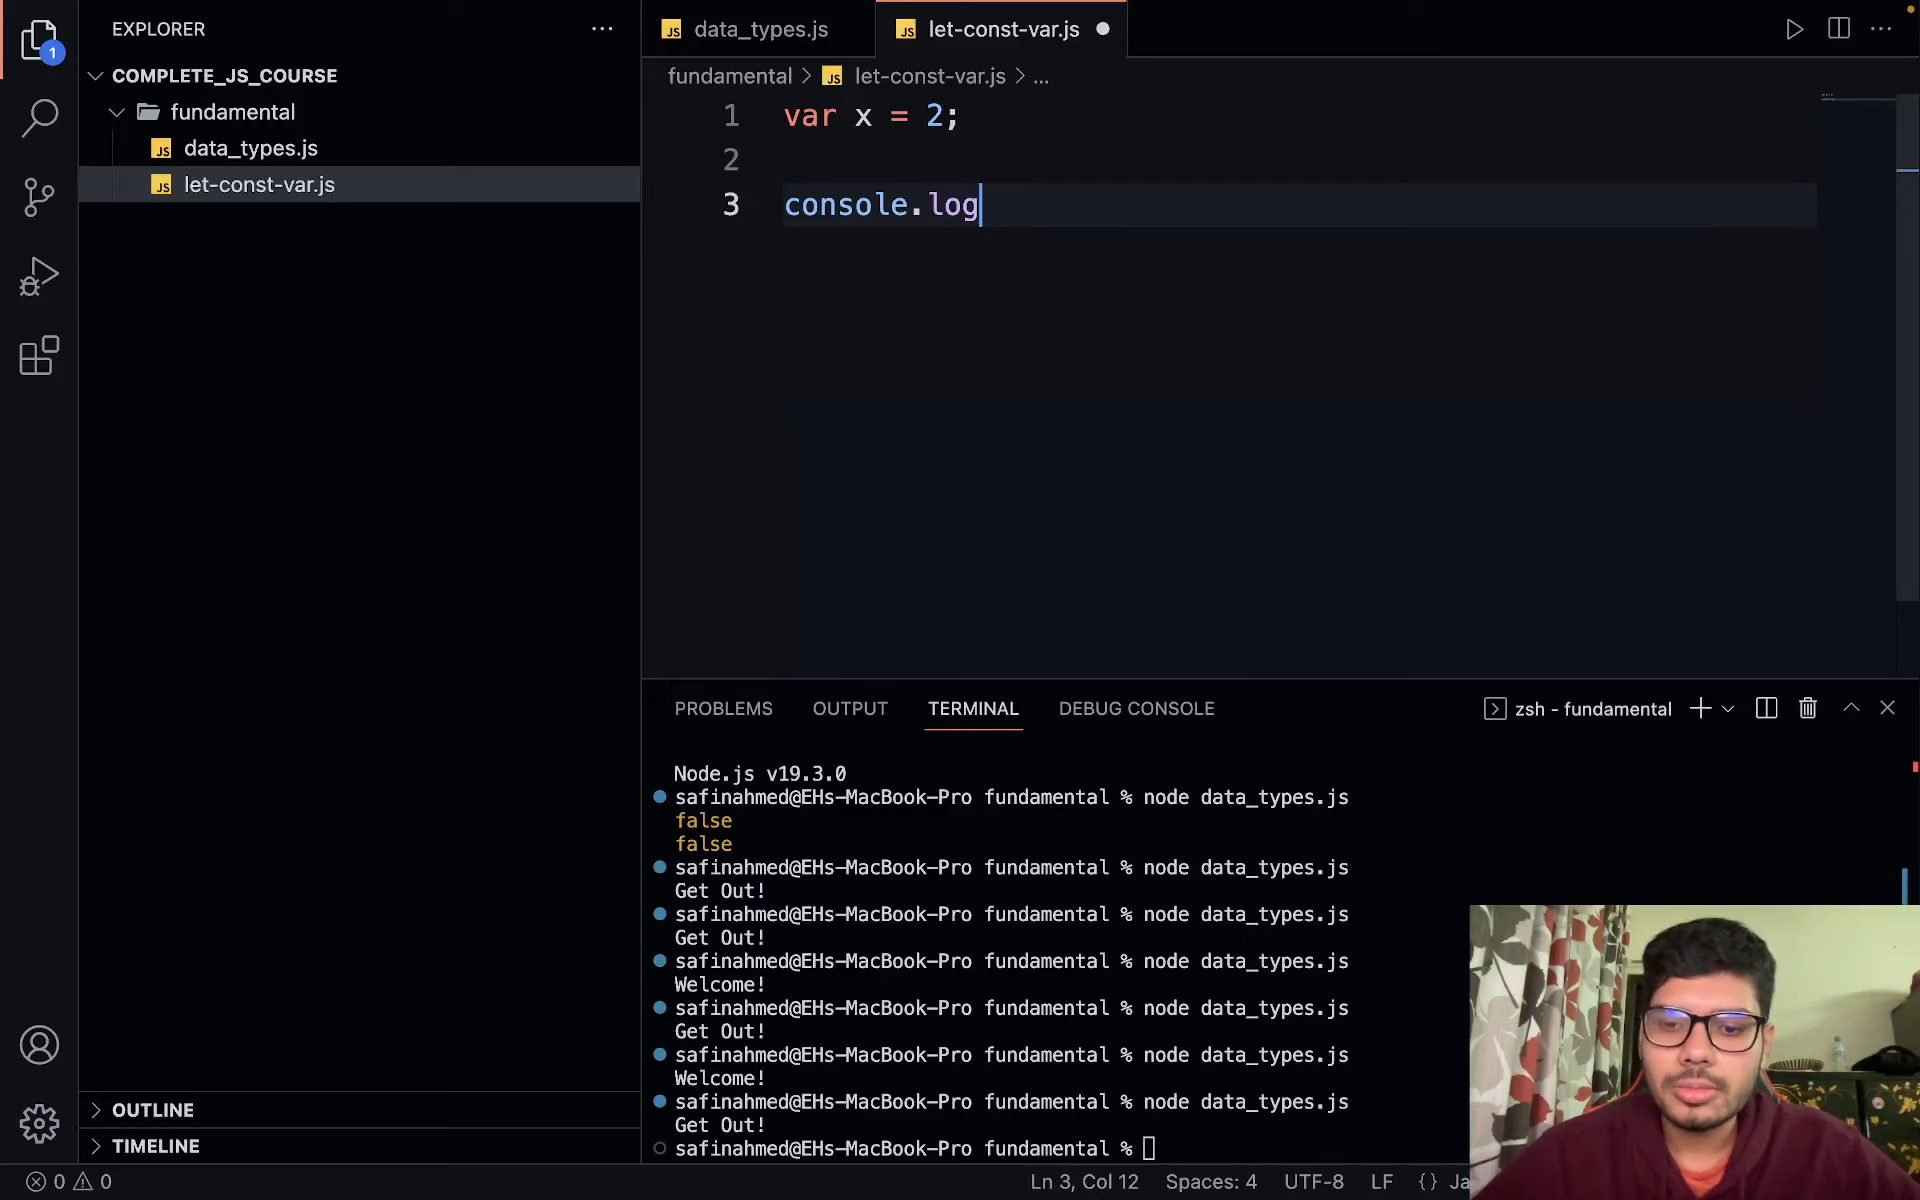 EXPLORER
COMPLETE_JS_COURSE
fundamental
JS data_types.js
JS let-const-var.js
OUTLINE
TIMELINE
1
JS data_types.js
JS let-const-var.js
fundamental > JS let-const-var.js > ...
1 var x = 2;
2
3 console.log
PROBLEMS OUTPUT TERMINAL DEBUG CONSOLE zsh - fundamental
Node.js v19.3.0
safinahmed@EHs-MacBook-Pro fundamental % node data_types.js
false
false
safinahmed@EHs-MacBook-Pro fundamental % node data_types.js
Get Out!
safinahmed@EHs-MacBook-Pro fundamental % node data_types.js
Get Out!
safinahmed@EHs-MacBook-Pro fundamental % node data_types.js
Welcome!
safinahmed@EHs-MacBook-Pro fundamental % node data_types.js
Get Out!
safinahmed@EHs-MacBook-Pro fundamental % node data_types.js
Welcome!
safinahmed@EHs-MacBook-Pro fundamental % node data_types.js
Get Out!
safinahmed@EHs-MacBook-Pro fundamental %
0 0 Ln 3, Col 12 Spaces: 4 UTF-8 LF {} Ja